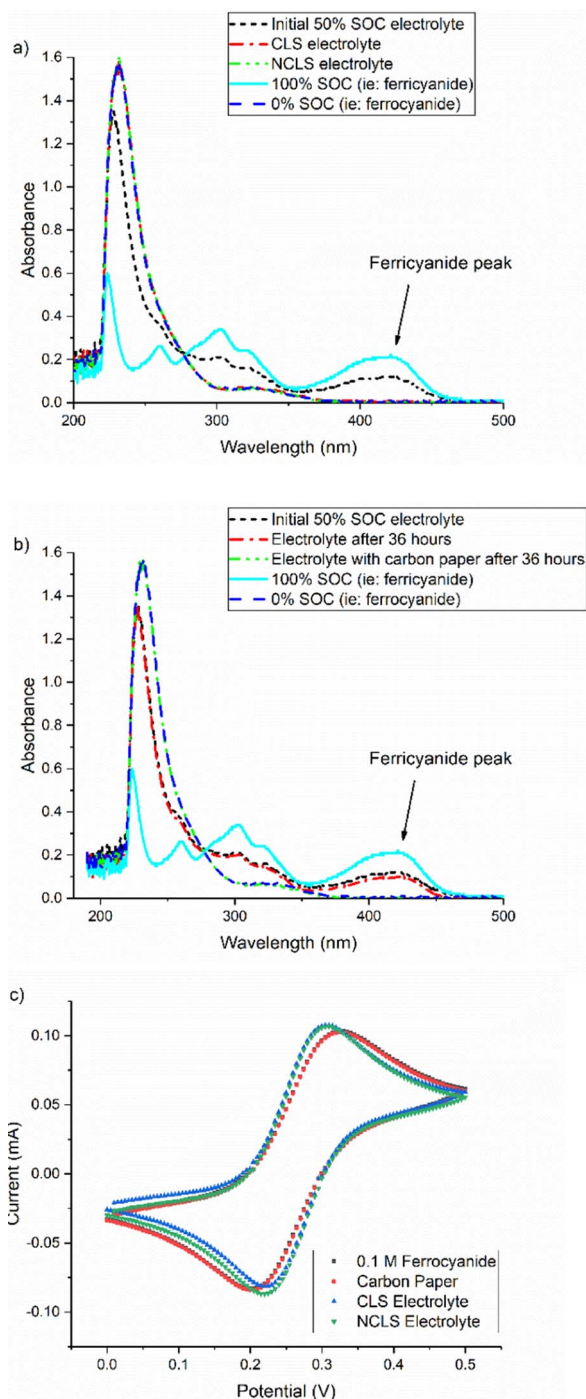 a)
Initial 50% SOC electrolyte
CLS electrolyte
NCLS electrolyte
100% SOC (ie: ferricyanide)
0% SOC (ie: ferrocyanide)
1.6
1.4
1.2
1.0
0.8
0.6
0.4
0.2
0.0
Absorbance
Ferricyanide peak
200
300
400
500
Wavelength (nm)
b)
Initial 50% SOC electrolyte
Electrolyte after 36 hours
Electrolyte with carbon paper after 36 hours
100% SOC (ie: ferricyanide)
0% SOC (ie: ferrocyanide)
1.6
1.4
1.2
1.0
0.8
0.6
0.4
0.2
0.0
Absorbance
Ferricyanide peak
200
300
400
500
Wavelength (nm)
c)
0.10
0.05
0.00
-0.05
-0.10
Current (mA)
0.1 M Ferrocyanide
Carbon Paper
CLS Electrolyte
NCLS Electrolyte
0.0
0.1
0.2
0.3
0.4
0.5
Potential (V)